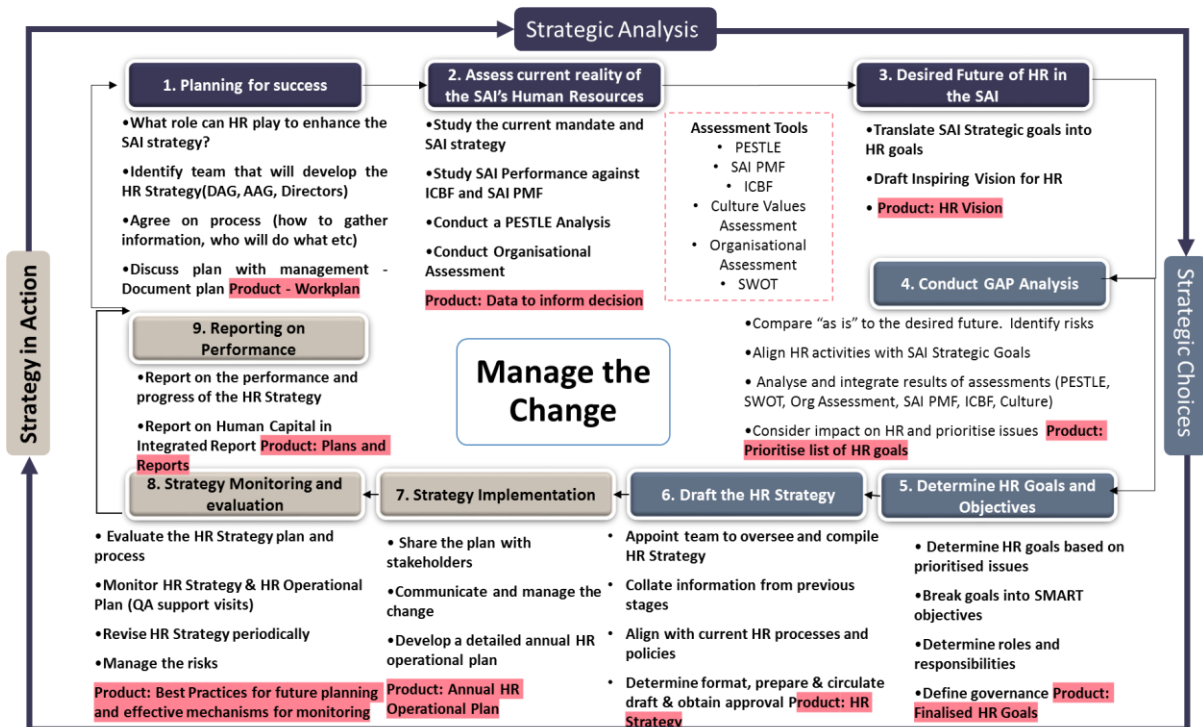 Strategic Analysis
1. Planning for success
•What role can HR play to enhance the
SAI strategy?
•Identify team that will develop the
HR Strategy(DAG, AAG, Directors)
•Agree on process (how to gather
information, who will do what etc)
•Discuss plan with management -
Document plan Product - Workplan
2. Assess current reality of
the SAI's Human Resources
•Study the current mandate and
SAI strategy
•Study SAI Performance against
ICBF and SAI PMF
•Conduct a PESTLE Analysis
•Conduct Organisational
Assessment
Product: Data to inform decision
Assessment Tools
• PESTLE
• SAI PMF
• ICBF
• Culture Values
Assessment
• Organisational
Assessment
• SWOT
3. Desired Future of HR in
the SAI
•Translate SAI Strategic goals into
HR goals
•Draft Inspiring Vision for HR
• Product: HR Vision
Strategic Choices
4. Conduct GAP Analysis
•Compare “as is” to the desired future. Identify risks
•Align HR activities with SAI Strategic Goals
• Analyse and integrate results of assessments (PESTLE,
SWOT, Org Assessment, SAI PMF, ICBF, Culture)
•Consider impact on HR and prioritise issues Product:
Prioritise list of HR goals
Manage the
Change
5. Determine HR Goals and
Objectives
• Determine HR goals based on
prioritised issues
•Break goals into SMART
objectives
•Determine roles and
responsibilities
•Define governance Product:
Finalised HR Goals
6. Draft the HR Strategy
• Appoint team to oversee and compile
HR Strategy
• Collate information from previous
stages
• Align with current HR processes and
policies
• Determine format, prepare & circulate
draft & obtain approval Product: HR
Strategy
7. Strategy Implementation
• Share the plan with
stakeholders
•Communicate and manage the
change
•Develop a detailed annual HR
operational plan
Product: Annual HR
Operational Plan
8. Strategy Monitoring and
evaluation
• Evaluate the HR Strategy plan and
process
•Monitor HR Strategy & HR Operational
Plan (QA support visits)
•Revise HR Strategy periodically
•Manage the risks
Product: Best Practices for future planning
and effective mechanisms for monitoring
9. Reporting on
Performance
•Report on the performance and
progress of the HR Strategy
•Report on Human Capital in
Integrated Report Product: Plans and
Reports
Strategy in Action